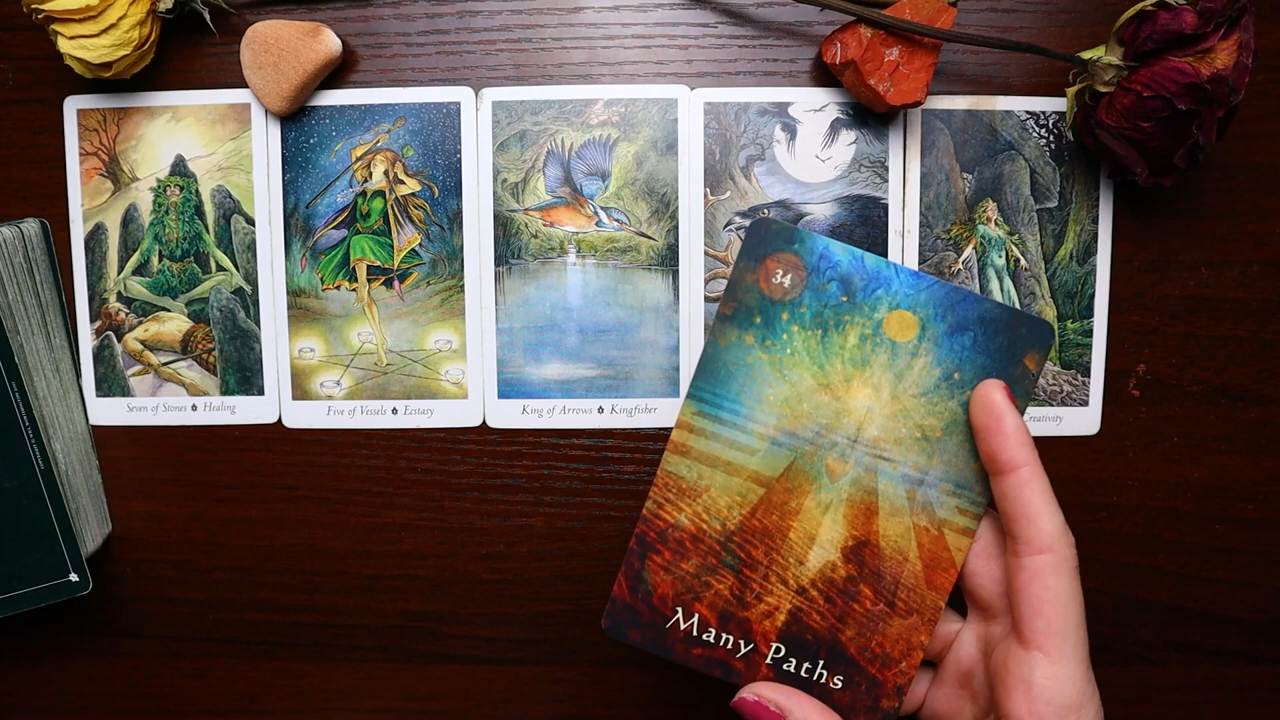 Seven of Stones Healing
Five of Vessels Ecstasy
King of Arrows Kingfisher
Creativity
34
Many Paths